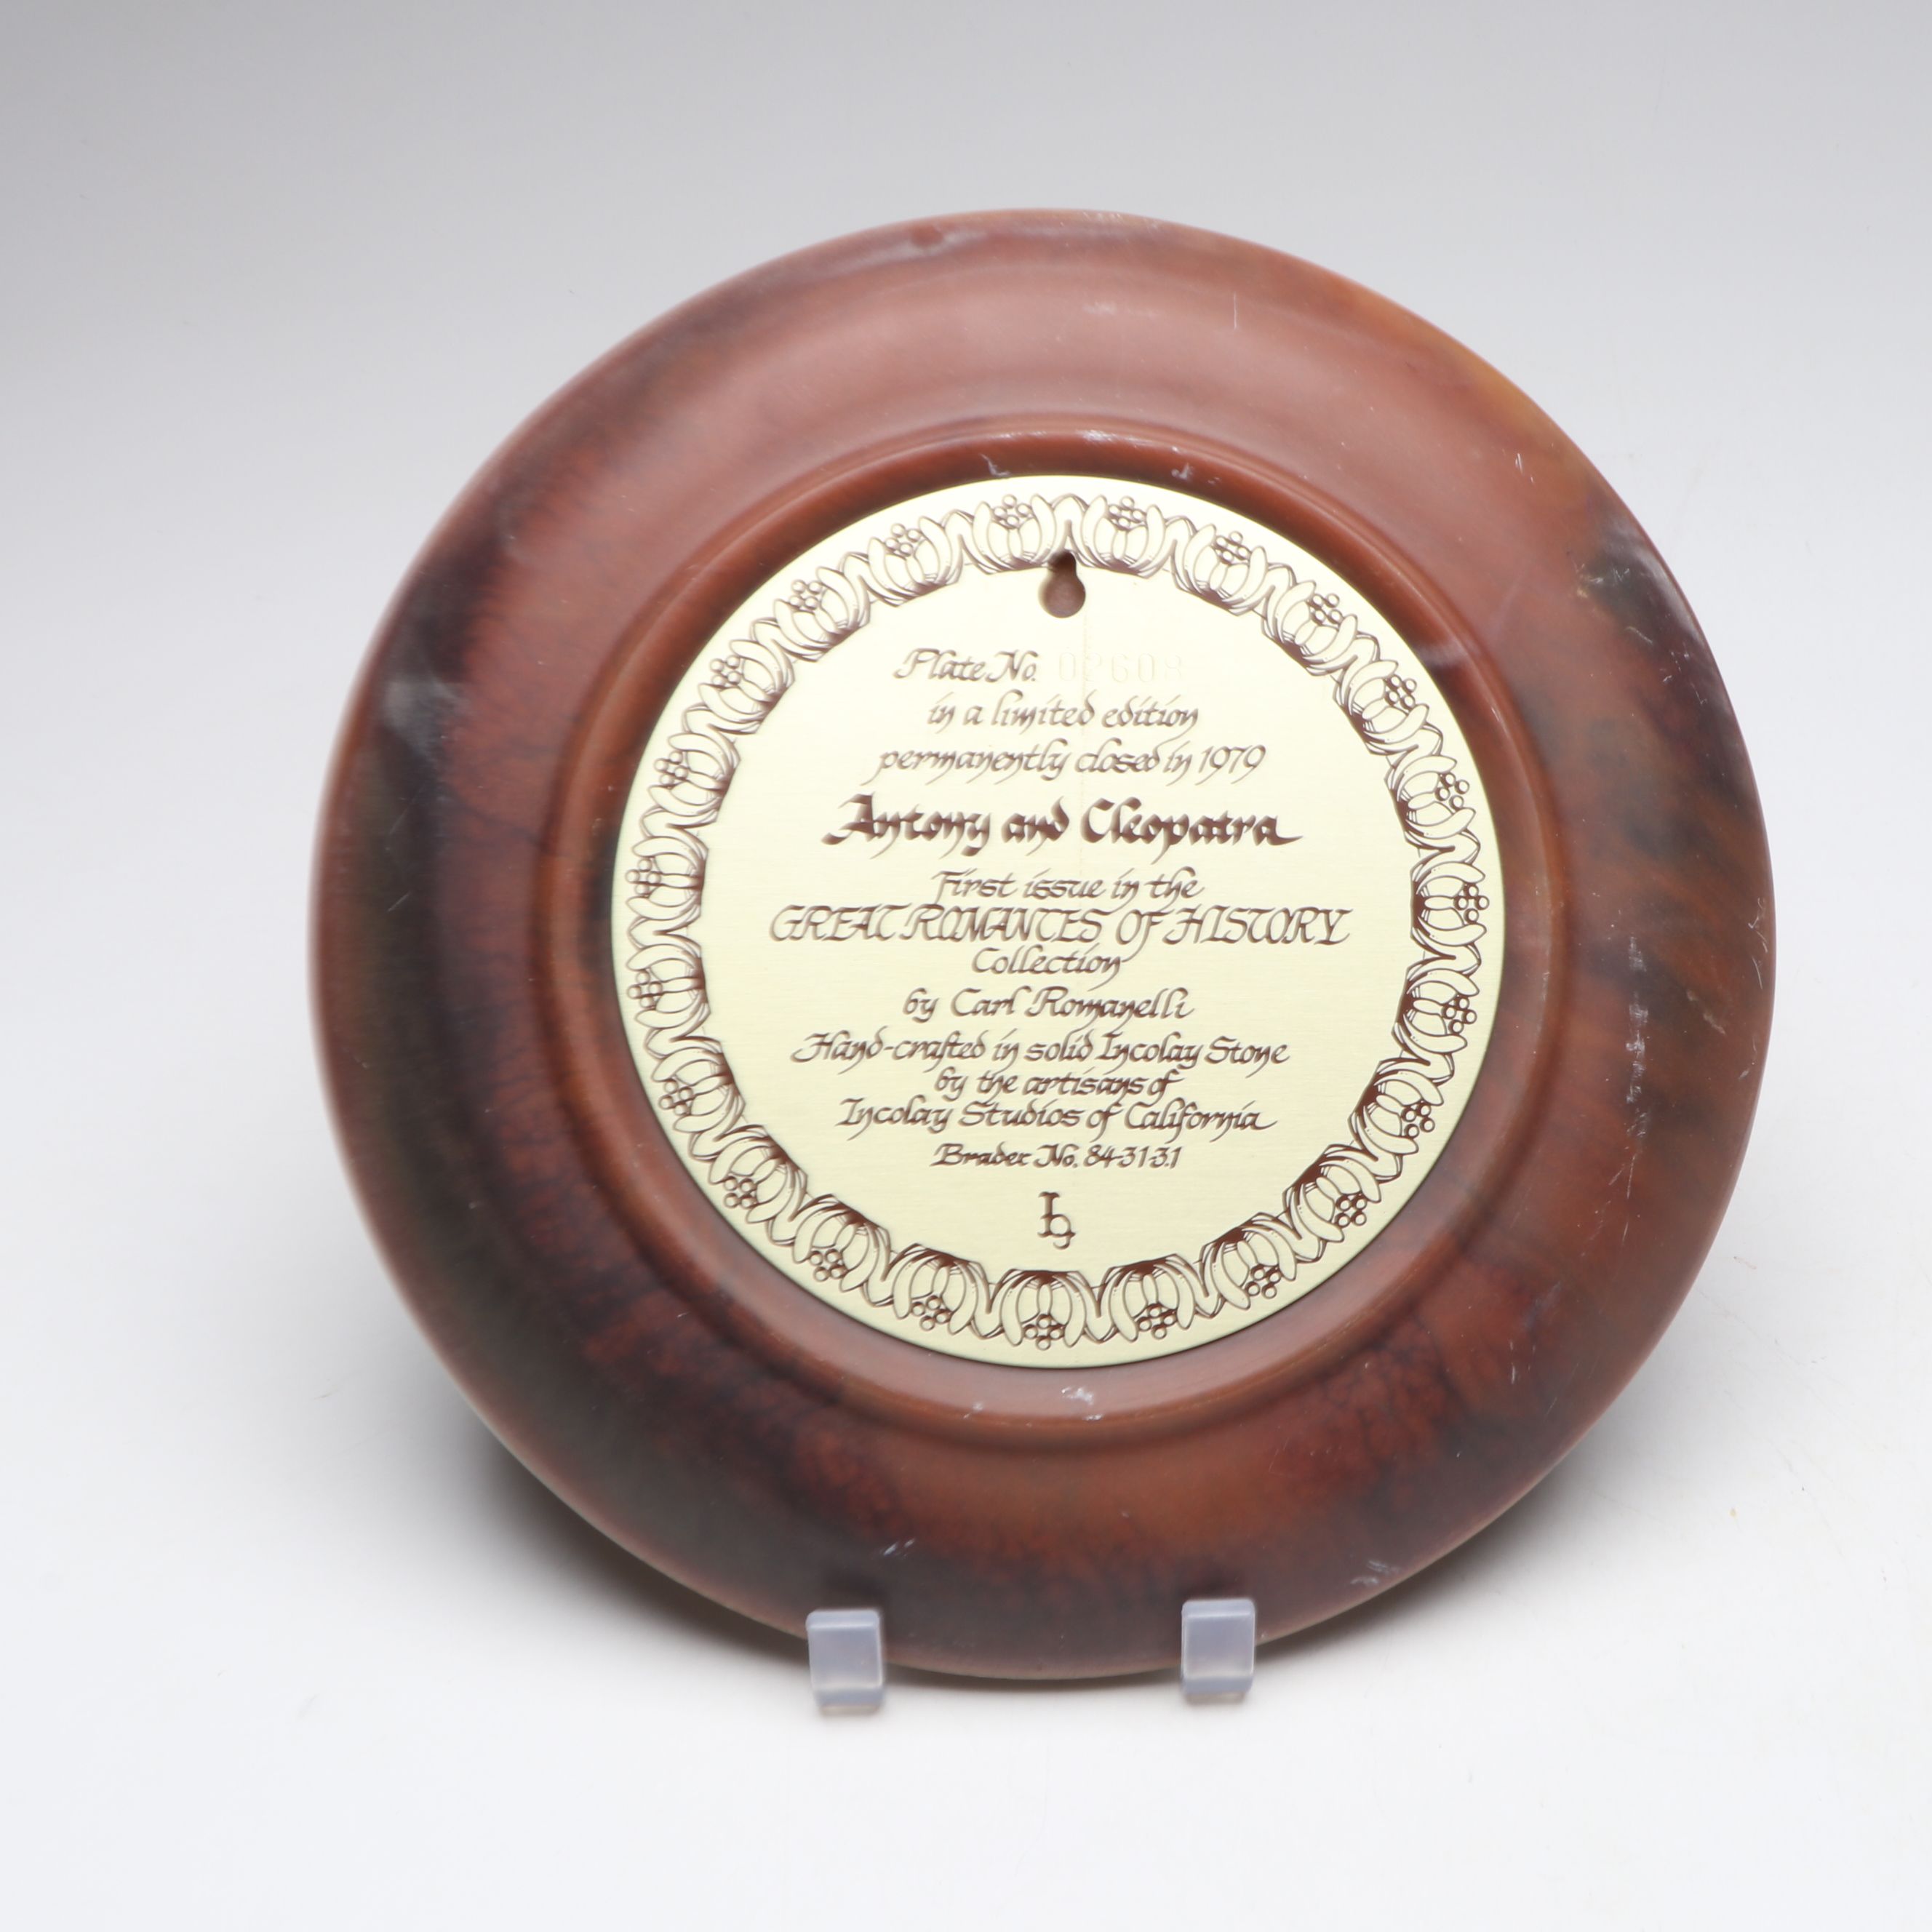 Plate No. 02608
in a limited edition
permanently closed in 1979
Antony and Cleopatra
First issue in the
GREAT ROMANCES OF HISTORY
Collection
by Carl Romanelli
Hand-crafted in solid Incolay Stone
by the artisans of
Incolay Studios of California
Bradex No. 84-31-3.1